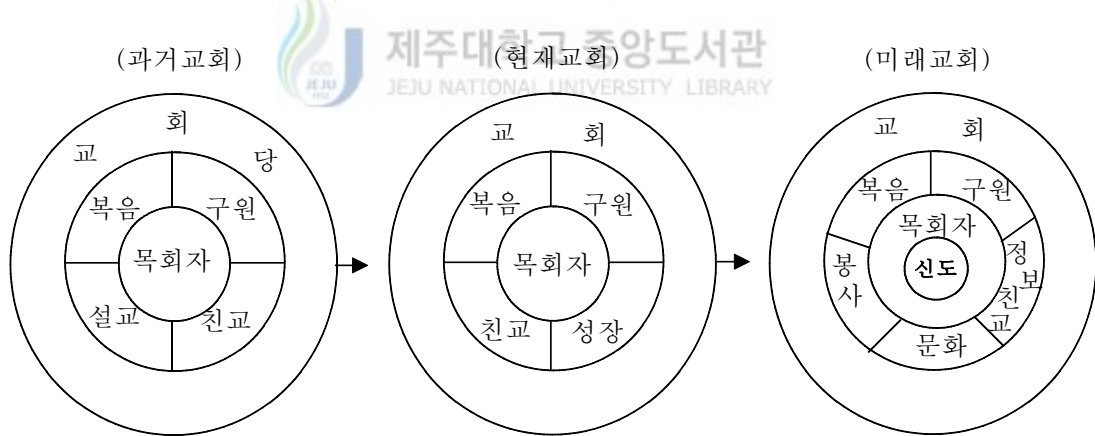 제주대학교 중앙도서관
JEJU NATIONAL UNIVERSITY LIBRARY
JEJU
(과거교회)
(현재교회)
(미래교회)
교 회 당
복음 구원
목회자
설교 친교
교 회
복음 구원
목회자
친교 성장
교 회
복음 구원
목회자
신도
봉사
정보
친교
문화